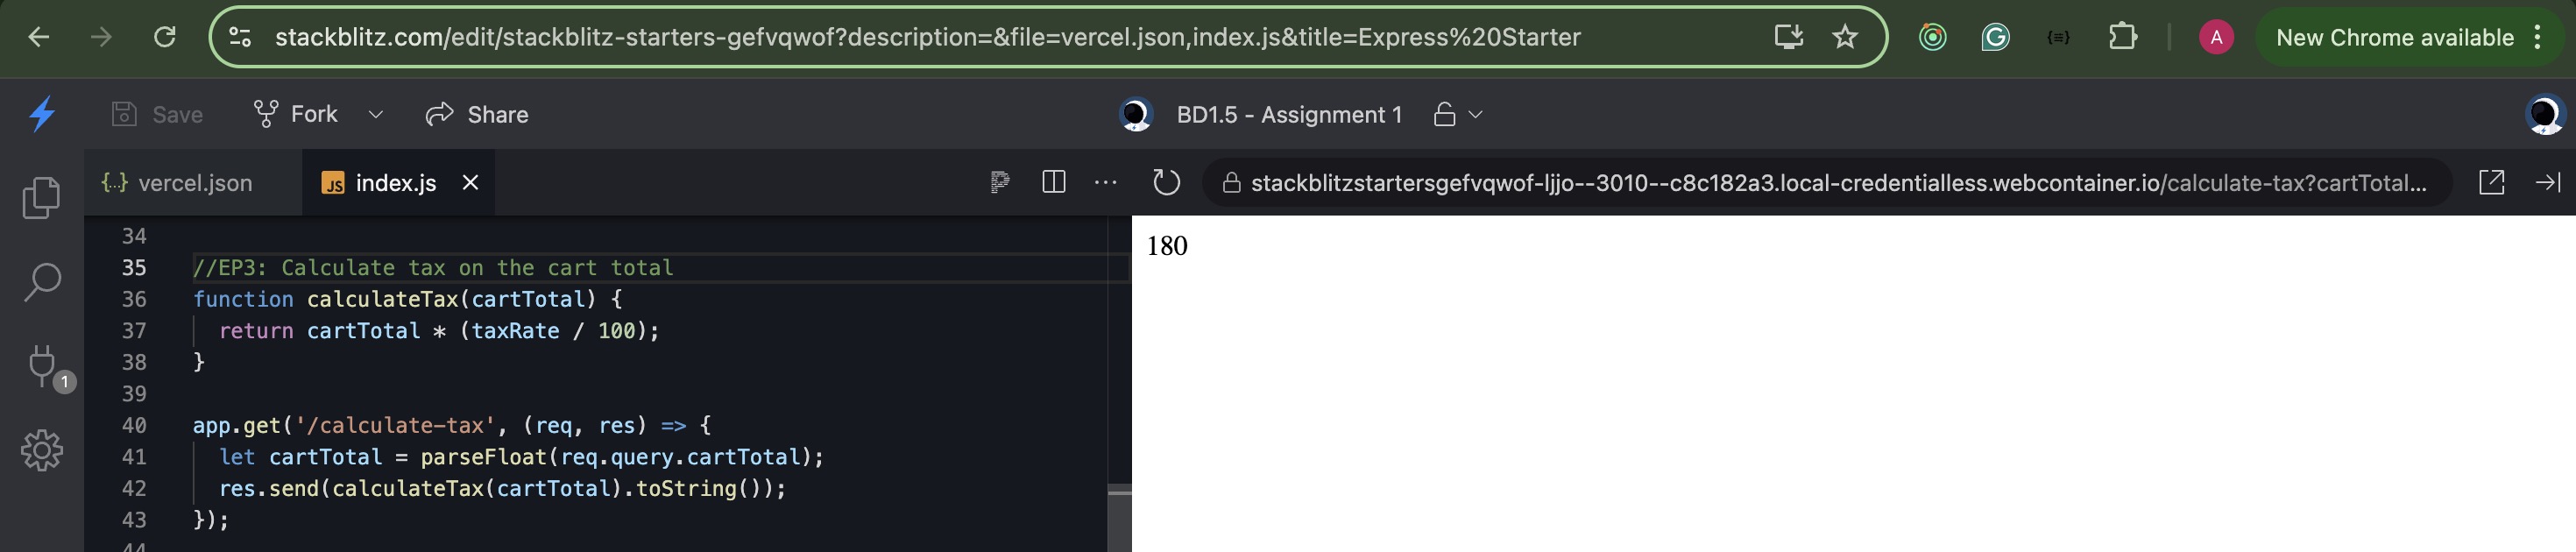 stackblitz.com/edit/stackblitz-starters-gefvqwof?description=&file=vercel.json,index.js&title=Express%20Starter
A
New Chrome available
Save
Fork
Share
BD1.5 - Assignment 1
{..} vercel.json
JS index.js
stackblitzstartersgefvqwof-ljjo--3010--c8c182a3.local-credentialless.webcontainer.io/calculate-tax?cartTotal...
1
34
35 //EP3: Calculate tax on the cart total
36 function calculateTax(cartTotal) {
37 return cartTotal * (taxRate / 100);
38 }
39
40 app.get('/calculate-tax', (req, res) => {
41 let cartTotal = parseFloat(req.query.cartTotal);
42 res.send(calculateTax(cartTotal).toString());
43 });
44
180